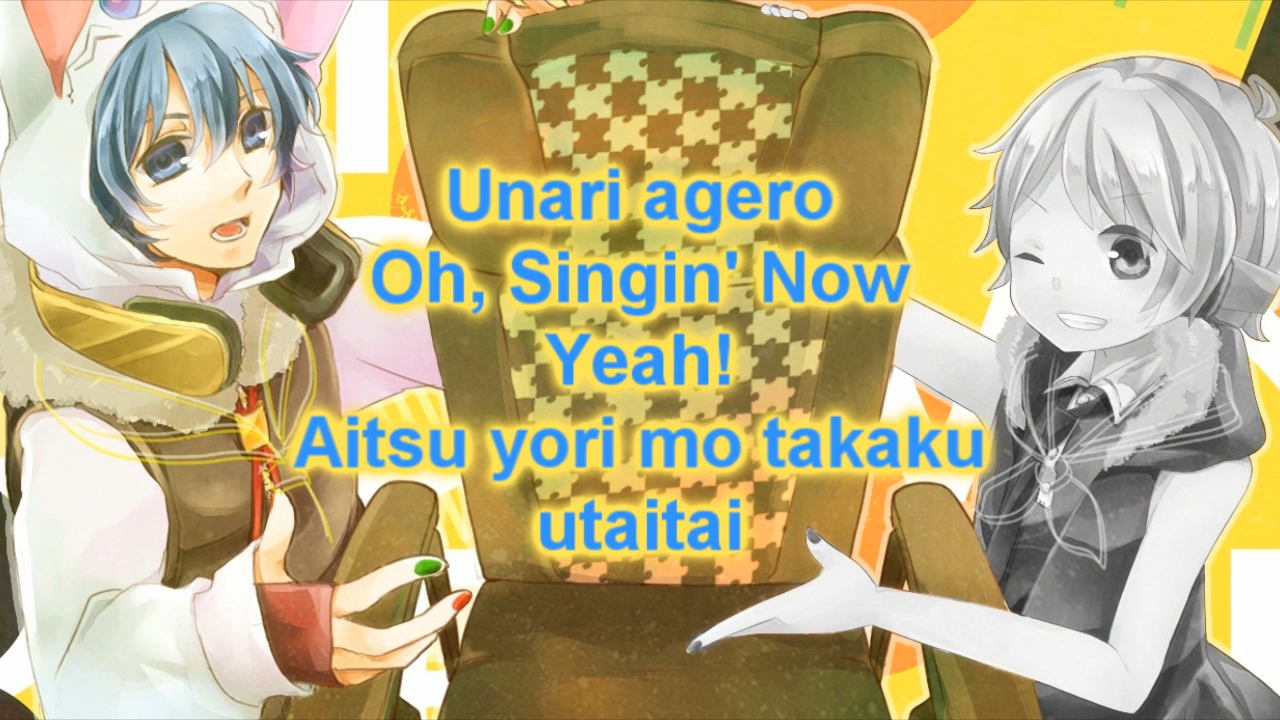 Unari agero
Oh, Singin' Now
Yeah!
Aitsu yori mo takaku
utaitai